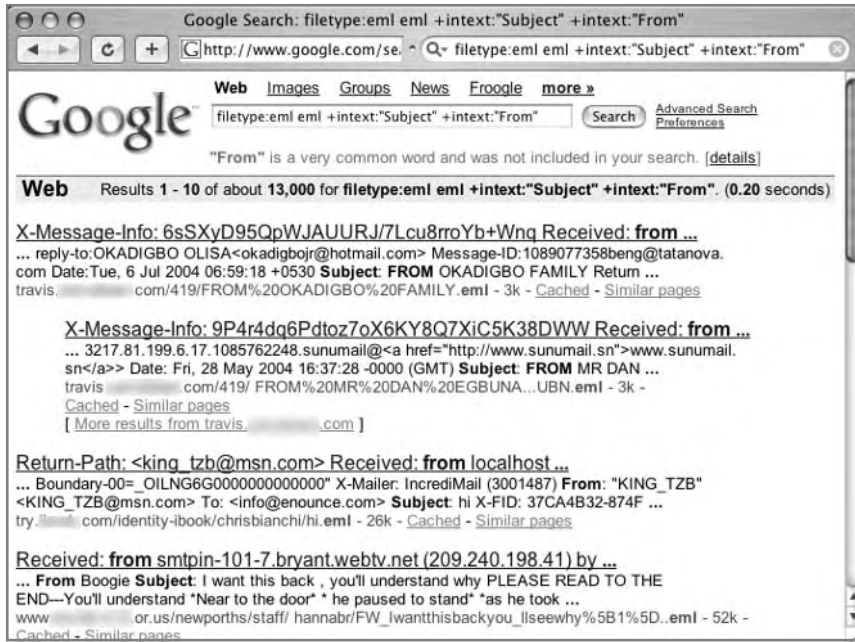 Google Search: filetype:eml eml +intext:"Subject" +intext:"From"
http://www.google.com/se. filetype:eml eml +intext:"Subject" +intext:"From"
Web Images Groups News Froogle more »
Google
filetype:eml eml +intext:"Subject" +intext:"From" Search Advanced Search
Preferences
"From" is a very common word and was not included in your search. [details]
Web Results 1 - 10 of about 13,000 for filetype:eml eml +intext:"Subject" +intext:"From". (0.20 seconds)
X-Message-Info: 6sSXyD95QpWJAUURJ/7Lcu8rroYb+Wnq Received: from ...
... reply-to:OKADIGBO OLISA<okadigbojr@hotmail.com> Message-ID:1089077358beng@tatanova.
com Date:Tue, 6 Jul 2004 06:59:18 +0530 Subject: FROM OKADIGBO FAMILY Return ...
travis. com/419/FROM%20OKADIGBO%20FAMILY.eml - 3k - Cached - Similar pages
X-Message-Info: 9P4r4dq6Pdtoz7oX6KY8Q7XiC5K38DWW Received: from ...
... 3217.81.199.6.17.1085762248.sunumail@<a href="http://www.sunumail.sn">www.sunumail.
sn</a>> Date: Fri, 28 May 2004 16:37:28 -0000 (GMT) Subject: FROM MR DAN ...
travis .com/419/ FROM%20MR%20DAN%20EGBUNA...UBN.eml - 3k -
Cached - Similar pages
[ More results from travis. .com ]
Return-Path: <king_tzb@msn.com> Received: from localhost ...
... Boundary-00=_OILNG6G0000000000000" X-Mailer: IncrediMail (3001487) From: "KING_TZB"
<KING_TZB@msn.com> To: <info@enounce.com> Subject: hi X-FID: 37CA4B32-874F ...
try. com/identity-ibook/chrisbianchi/hi.eml - 26k - Cached - Similar pages
Received: from smtpin-101-7.bryant.webtv.net (209.240.198.41) by ...
... From Boogie Subject: I want this back , you'll understand why PLEASE READ TO THE
END---You'll understand *Near to the door* * he paused to stand* *as he took ...
www .or.us/newporths/staff/ hannabr/FW_Iwantthisbackyou_llseewhy%5B1%5D..eml - 52k -
Cached - Similar pages